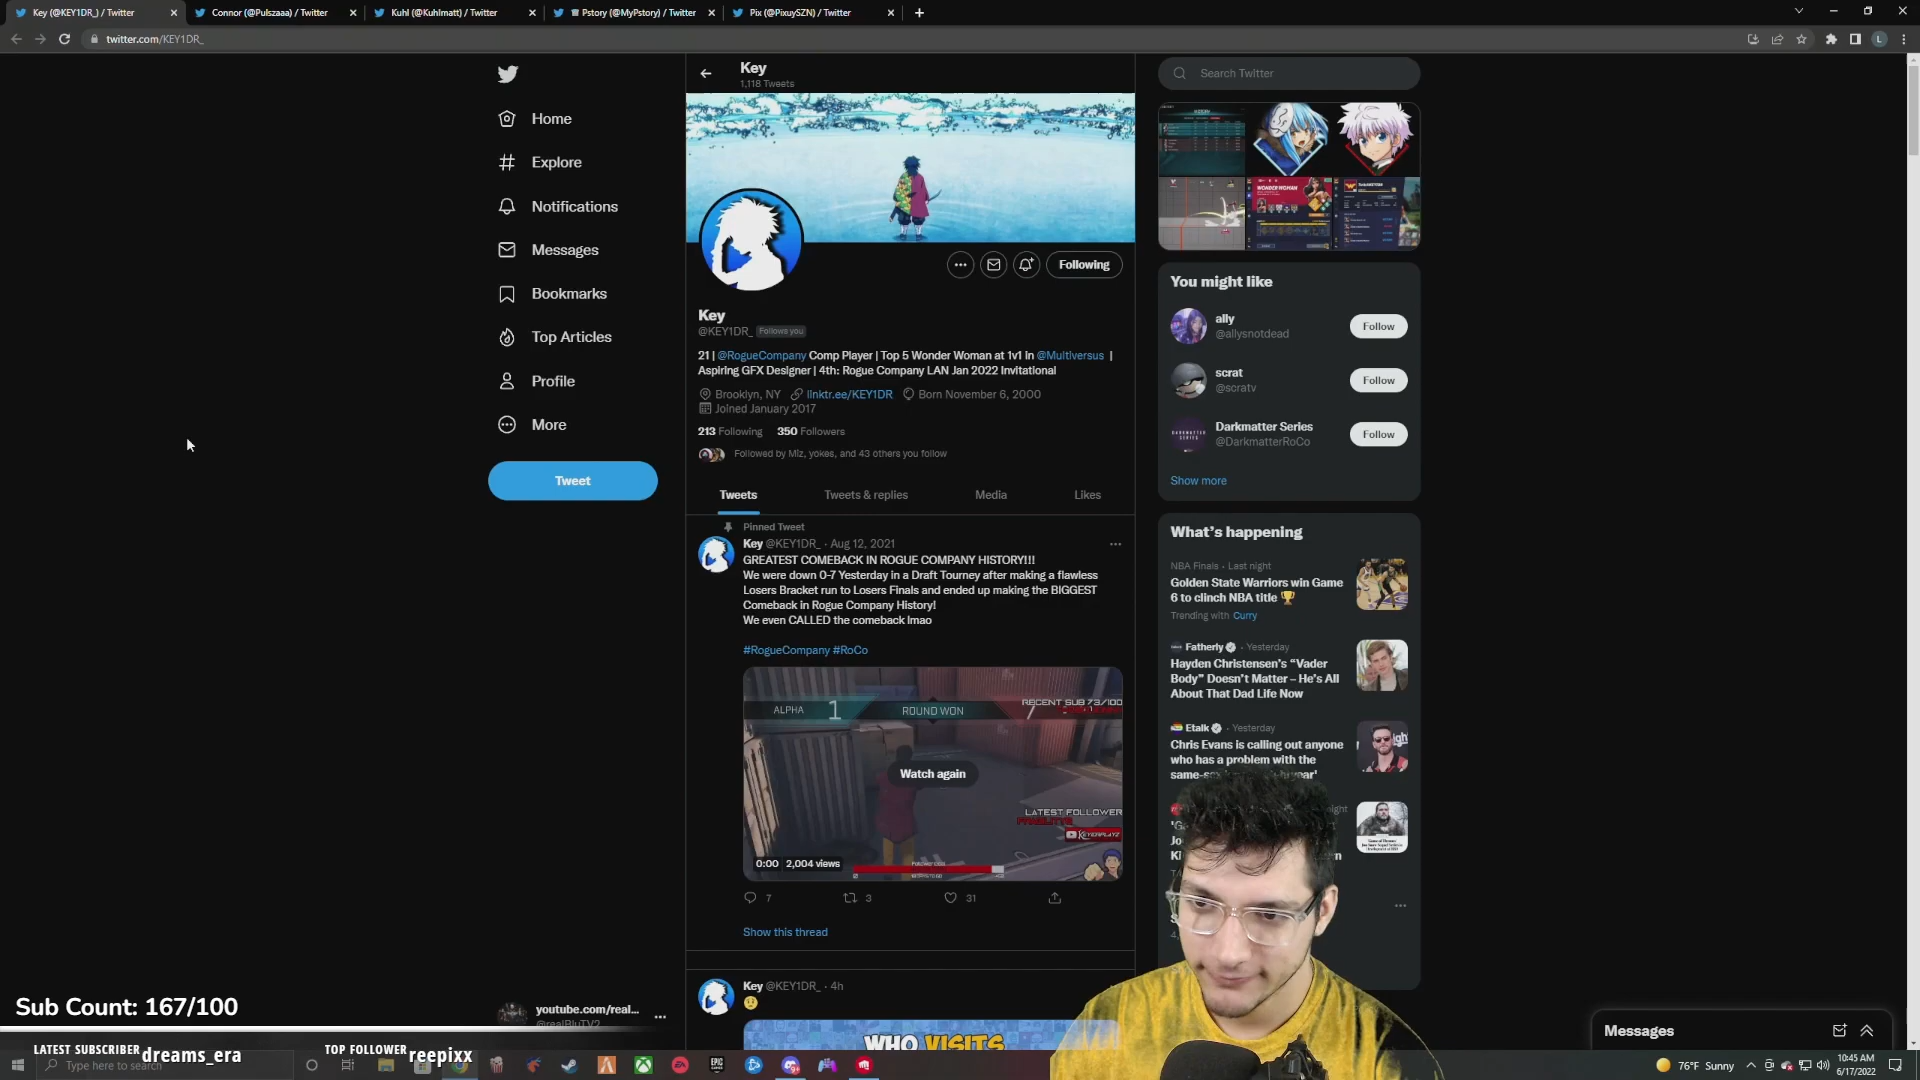 Key (@KEY1DR_) / Twitter
Connor (@Pulszaaa) / Twitter
Kuhl (@Kuhlmatt) / Twitter
Pstory (@MyPstory) / Twitter
Pix (@PixuySZN) / Twitter
twitter.com/KEY1DR_
Home
Explore
Notifications
Messages
Bookmarks
Top Articles
Profile
More
Tweet
youtube.com/real...
@realBluTV2
Key
1,118 Tweets
Following
Key
@KEY1DR_ Follows you
21 | @RogueCompany Comp Player | Top 5 Wonder Woman at 1v1 in @Multiversus |
Aspiring GFX Designer | 4th: Rogue Company LAN Jan 2022 Invitational
Brooklyn, NY linktr.ee/KEY1DR Born November 6, 2000
Joined January 2017
213 Following 350 Followers
Followed by Miz, yokes, and 43 others you follow
Tweets
Tweets & replies
Media
Likes
Pinned Tweet
Key @KEY1DR_ · Aug 12, 2021
GREATEST COMEBACK IN ROGUE COMPANY HISTORY!!!
We were down 0-7 Yesterday in a Draft Tourney after making a flawless
Losers Bracket run to Losers Finals and ended up making the BIGGEST
Comeback in Rogue Company History!
We even CALLED the comeback lmao
#RogueCompany #RoCo
ALPHA 1 ROUND WON 7
RECENT SUB 73/100
Watch again
LATEST FOLLOWER
0:00 2,004 views
7
3
31
Show this thread
Key @KEY1DR_ · 4h
WHO VISITS
Search Twitter
WONDER WOMAN
You might like
ally
@allysnotdead
Follow
scrat
@scratv
Follow
DARKMATTER
SERIES
Darkmatter Series
@DarkmatterRoCo
Follow
Show more
What's happening
NBA Finals · Last night
Golden State Warriors win Game
6 to clinch NBA title 🏆
Trending with Curry
Fatherly · Yesterday
Hayden Christensen's "Vader
Body" Doesn't Matter – He's All
About That Dad Life Now
Etalk · Yesterday
Chris Evans is calling out anyone
who has a problem with the
Messages
Sub Count: 167/100
LATEST SUBSCRIBER dreams_era
TOP FOLLOWER reepixx
Type here to search
76°F Sunny
10:45 AM
6/17/2022